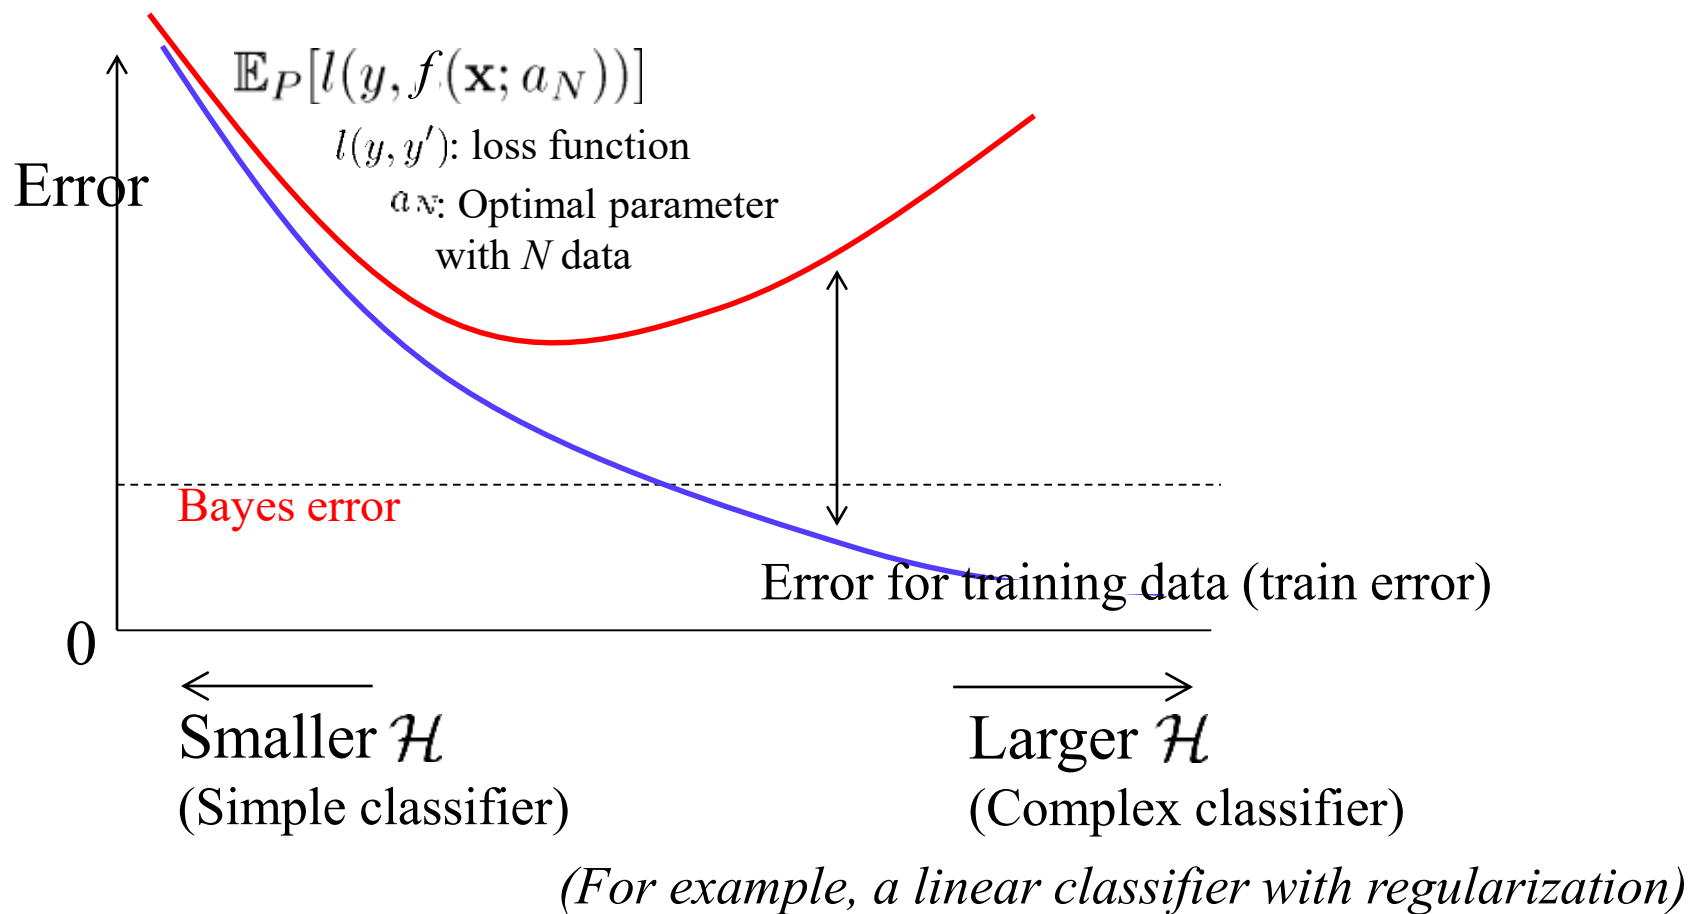 𝔼_P[l(y, f(𝐱; a_N))]
l(y, y′): loss function
Error
a_N: Optimal parameter
with N data
Bayes error
Error for training data (train error)
0
Smaller ℋ
Larger ℋ
(Simple classifier)
(Complex classifier)
(For example, a linear classifier with regularization)